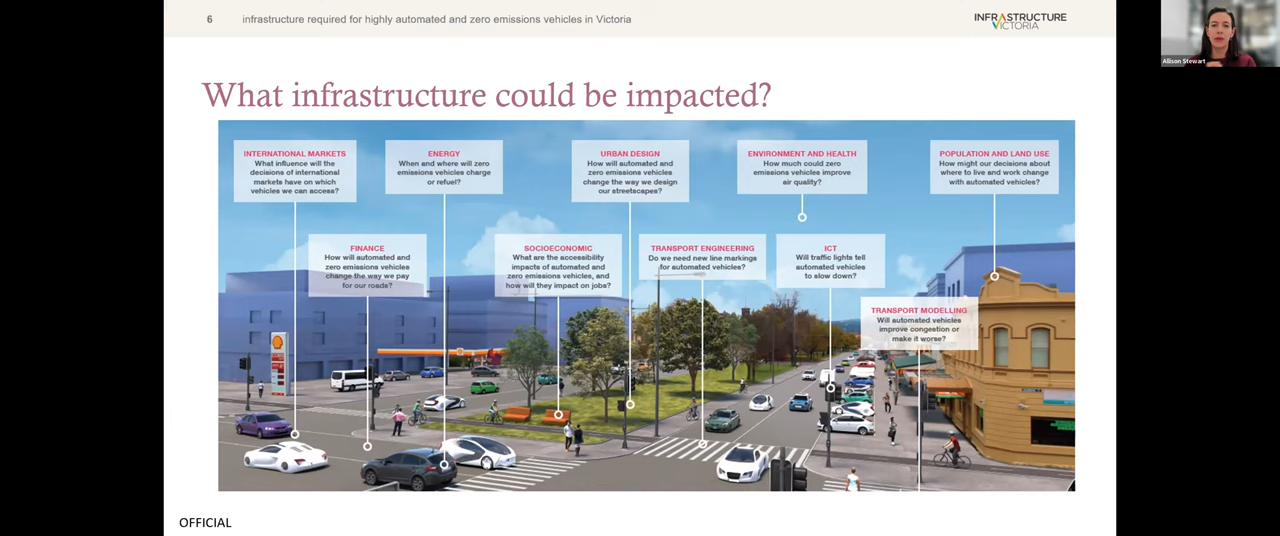 6 infrastructure required for highly automated and zero emissions vehicles in Victoria
INFRASTRUCTURE
VICTORIA
Allison Stewart
What infrastructure could be impacted?
INTERNATIONAL MARKETS
What influence will the
decisions of international
markets have on which
vehicles we can access?
ENERGY
When and where will zero
emissions vehicles charge
or refuel?
URBAN DESIGN
How will automated and
zero emissions vehicles
change the way we design
our streetscapes?
ENVIRONMENT AND HEALTH
How much could zero
emissions vehicles improve
air quality?
POPULATION AND LAND USE
How might our decisions about
where to live and work change
with automated vehicles?
FINANCE
How will automated and
zero emissions vehicles
change the way we pay
for our roads?
SOCIOECONOMIC
What are the accessibility
impacts of automated and
zero emissions vehicles, and
how will they impact on jobs?
TRANSPORT ENGINEERING
Do we need new line markings
for automated vehicles?
ICT
Will traffic lights tell
automated vehicles
to slow down?
TRANSPORT MODELLING
Will automated vehicles
improve congestion or
make it worse?
OFFICIAL